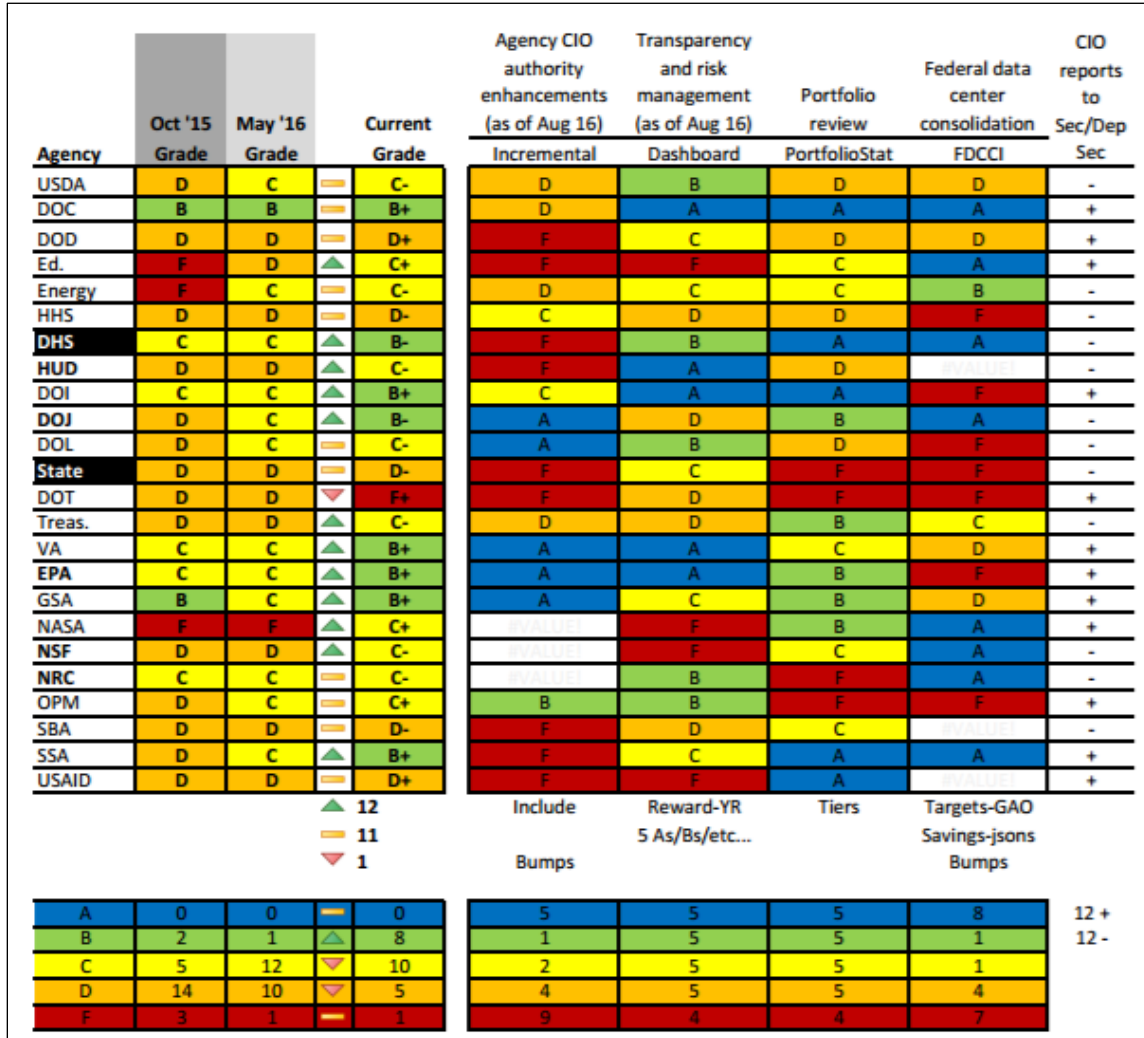 Agency CIO Transparency CIO
authority and risk Federal data reports
enhancements management Portfolio center to
Oct '15 May '16 Current (as of Aug 16) (as of Aug 16) review consolidation Sec/Dep
Agency Grade Grade Grade Incremental Dashboard PortfolioStat FDCCI Sec
USDA D C C- D B D D -
DOC B B B+ D A A A +
DOD D D D+ F C D D +
Ed. F D C+ F F C A +
Energy F C C- D C C B -
HHS D D D- C D D F -
DHS C C B- F B A A -
HUD D D C- F A D #VALUE! -
DOI C C B+ C A A F +
DOJ D C B- A D B A -
DOL D C C- A B D F -
State D D D- F C F F -
DOT D D F+ F D F F +
Treas. D D C- D D B C -
VA C C B+ A A C D +
EPA C C B+ A A B F +
GSA B C B+ A C B D +
NASA F F C+ #VALUE! F B A +
NSF D D C- #VALUE! F C A -
NRC C C C- #VALUE! B F A -
OPM D C C+ B B F F +
SBA D D D- F D C #VALUE! -
SSA D C B+ F C A A +
USAID D D D+ F F A #VALUE! +
12 Include Reward-YR Tiers Targets-GAO
11 5 As/Bs/etc... Savings-jsons
1 Bumps Bumps
A 0 0 0 5 5 5 8 12 +
B 2 1 8 1 5 5 1 12 -
C 5 12 10 2 5 5 1
D 14 10 5 4 5 5 4
F 3 1 1 9 4 4 7